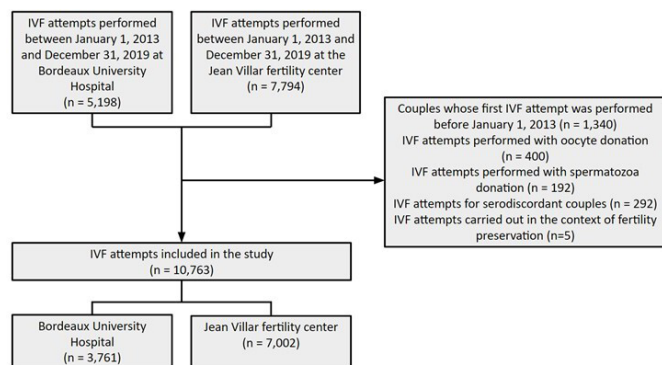 IVF attempts performed
between January 1, 2013
and December 31, 2019 at
Bordeaux University
Hospital
(n = 5,198)
IVF attempts performed
between January 1, 2013 and
December 31, 2019 at the
Jean Villar fertility center
(n = 7,794)
Couples whose first IVF attempt was performed
before January 1, 2013 (n = 1,340)
IVF attempts performed with oocyte donation
(n = 400)
IVF attempts performed with spermatozoa
donation (n = 192)
IVF attempts for serodiscordant couples (n = 292)
IVF attempts carried out in the context of fertility
preservation (n=5)
IVF attempts included in the study
(n = 10,763)
Bordeaux University
Hospital
(n = 3,761)
Jean Villar fertility center
(n = 7,002)